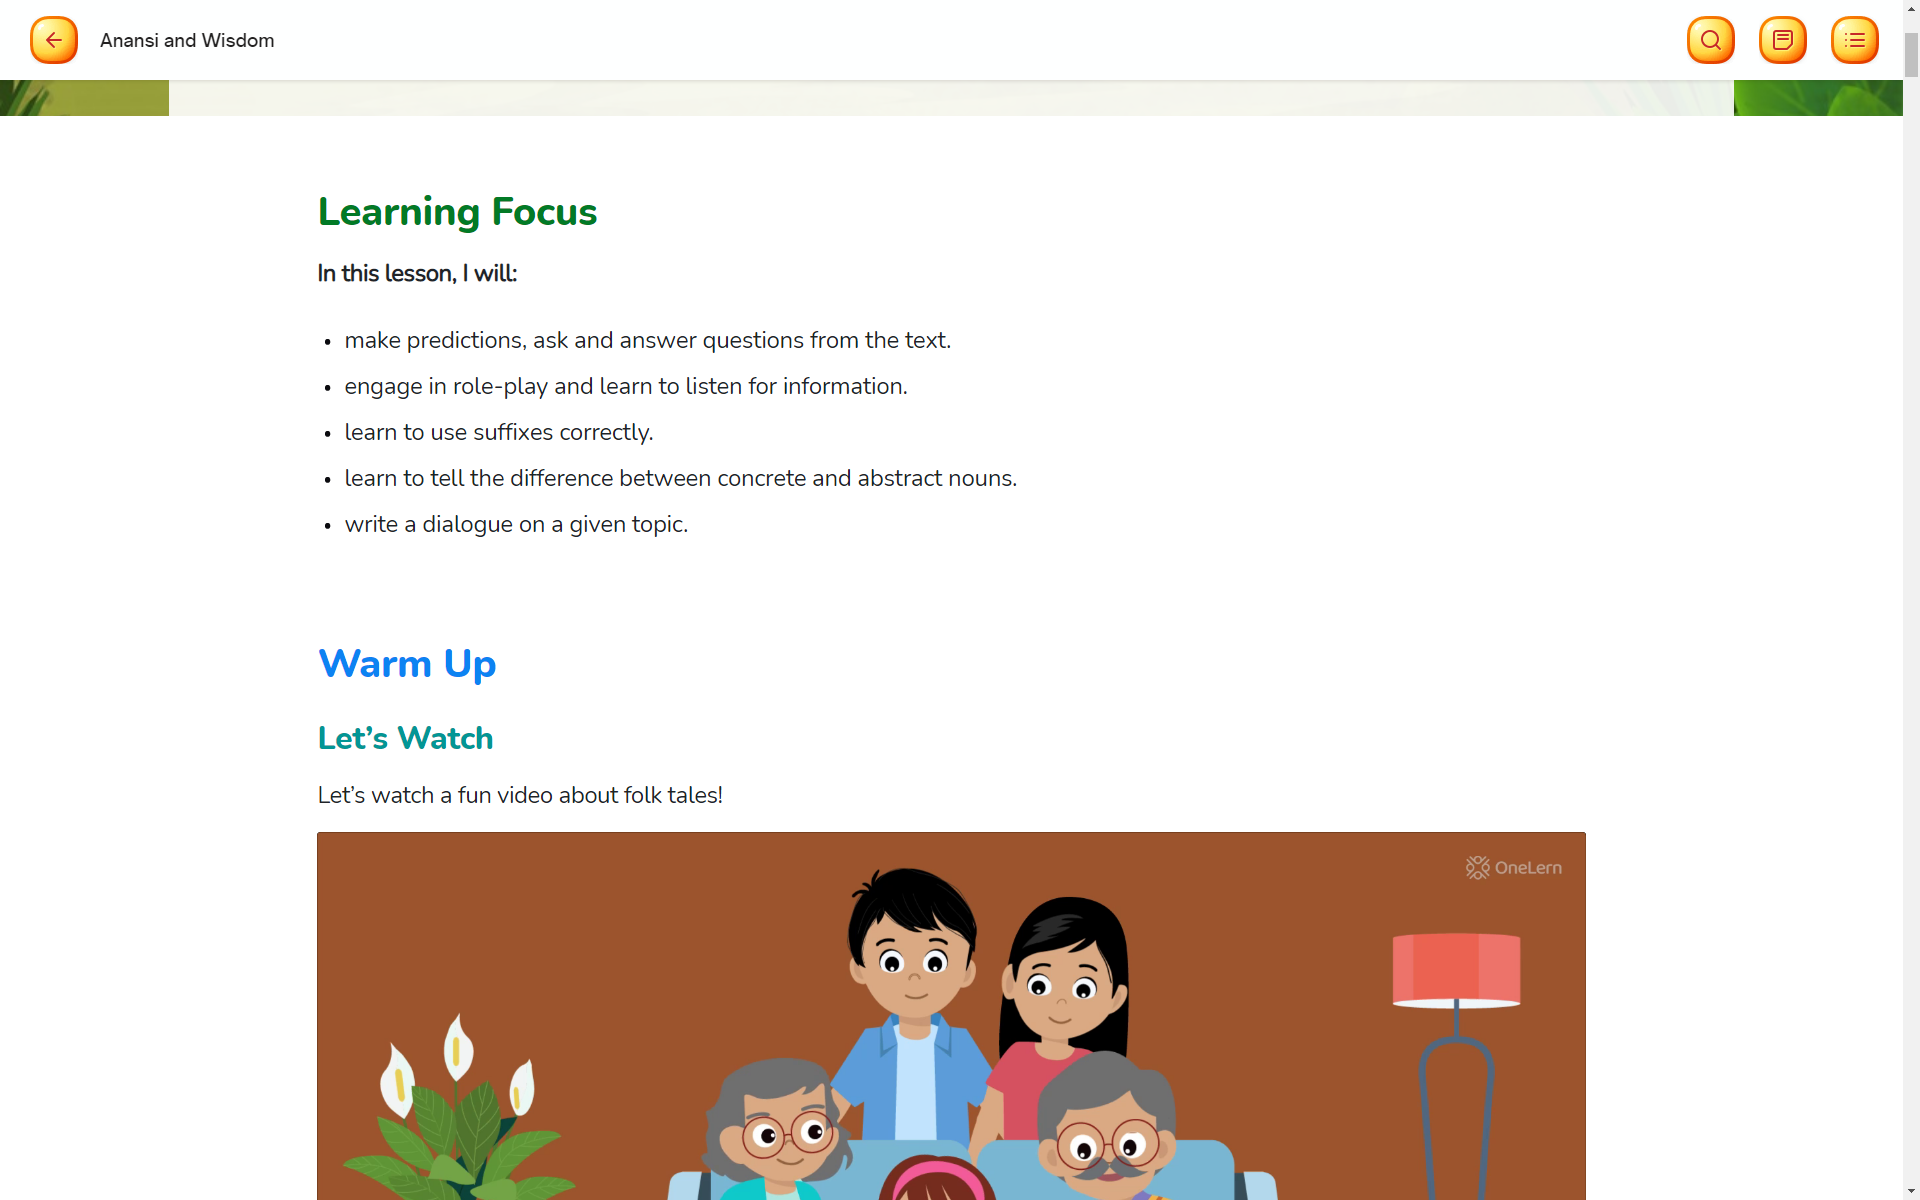 Anansi and Wisdom
Learning Focus
In this lesson, I will:
• make predictions, ask and answer questions from the text.
• engage in role-play and learn to listen for information.
• learn to use suffixes correctly.
• learn to tell the difference between concrete and abstract nouns.
• write a dialogue on a given topic.
Warm Up
Let’s Watch
Let’s watch a fun video about folk tales!
OneLern